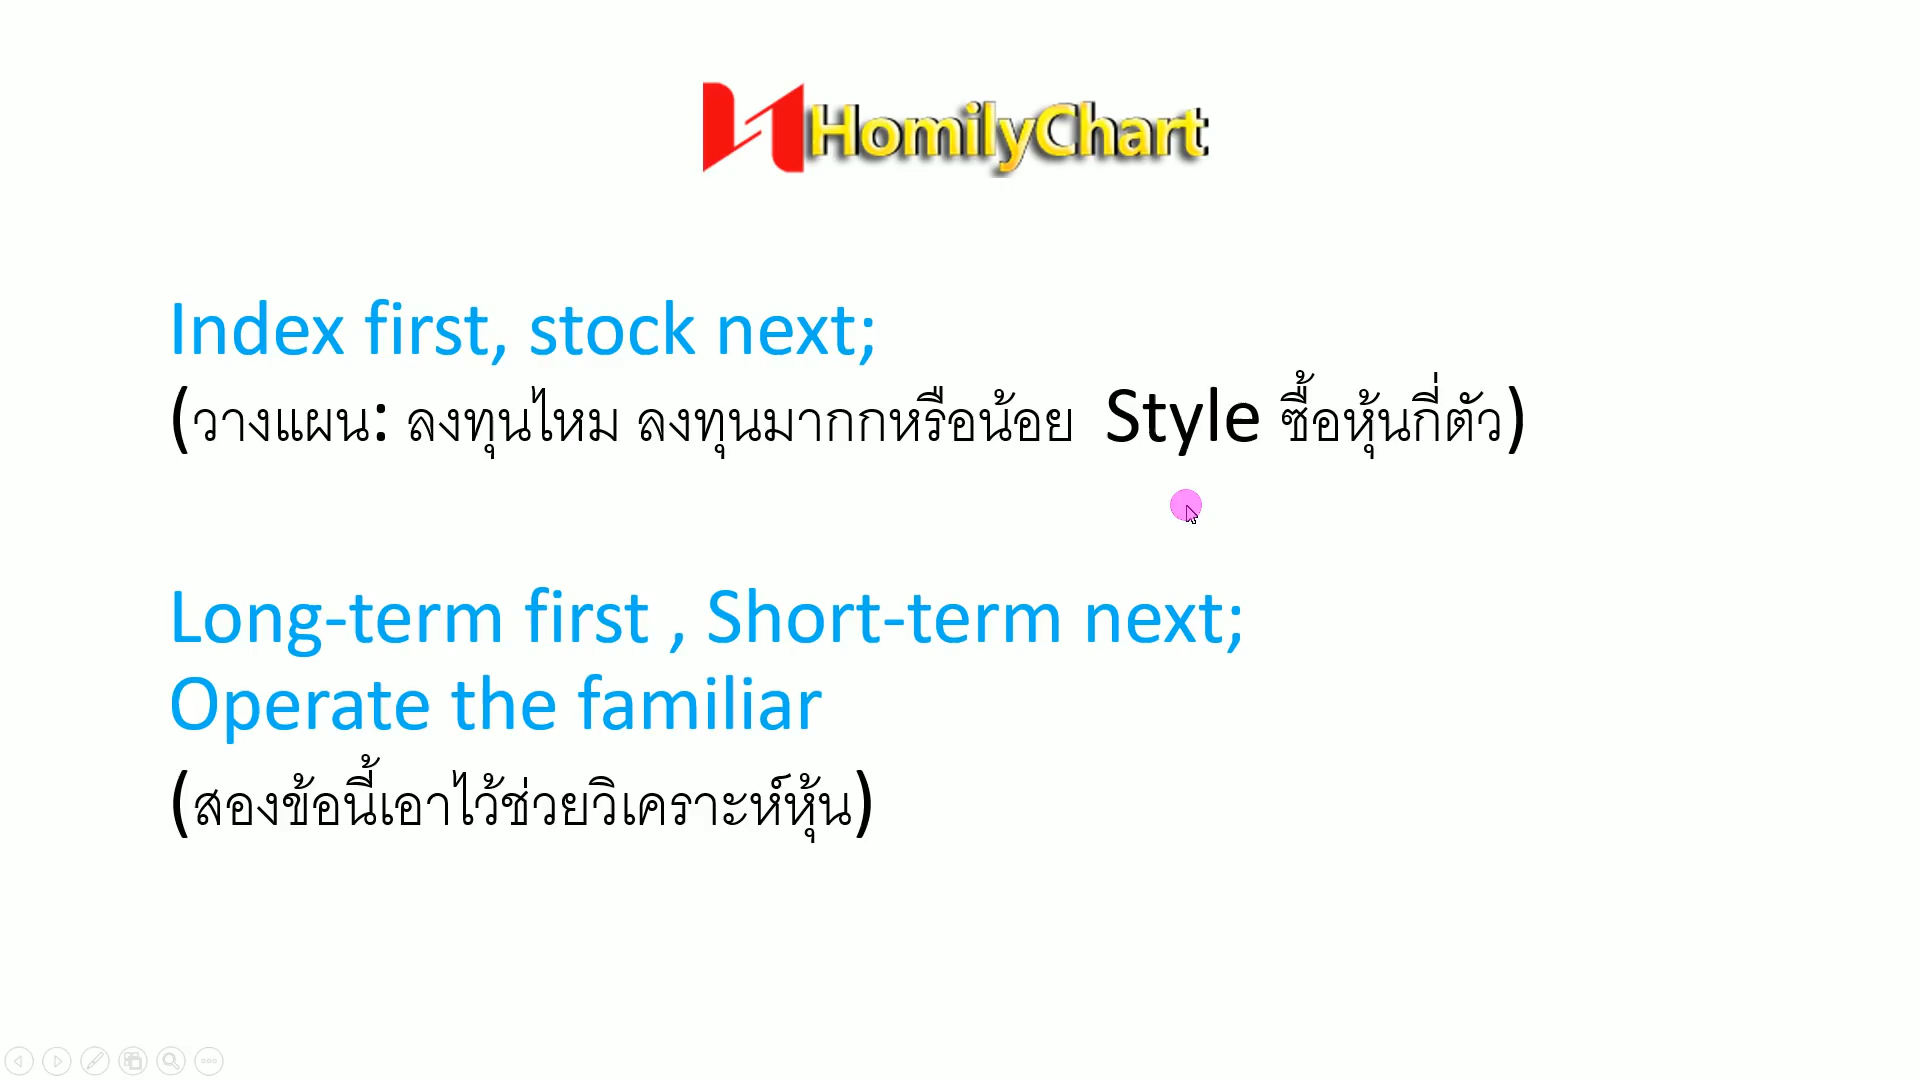 HomilyChart
Index first, stock next;
(วางแผน: ลงทุนไหม ลงทุนมากกหรือน้อย Style ซื้อหุ้นกี่ตัว)
Long-term first , Short-term next;
Operate the familiar
(สองข้อนี้เอาไว้ช่วยวิเคราะห์หุ้น)